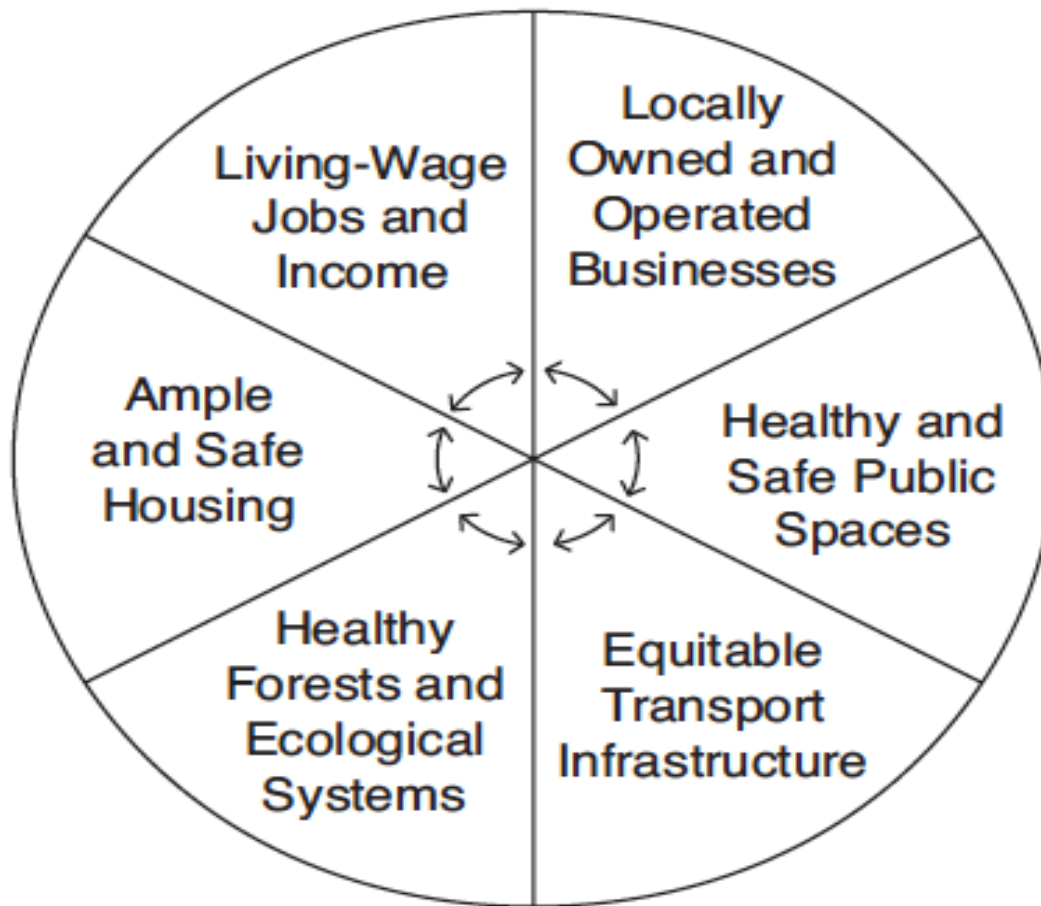 Living-Wage
Jobs and
Income
Locally
Owned and
Operated
Businesses
Ample
and Safe
Housing
Healthy and
Safe Public
Spaces
Healthy
Forests and
Ecological
Systems
Equitable
Transport
Infrastructure